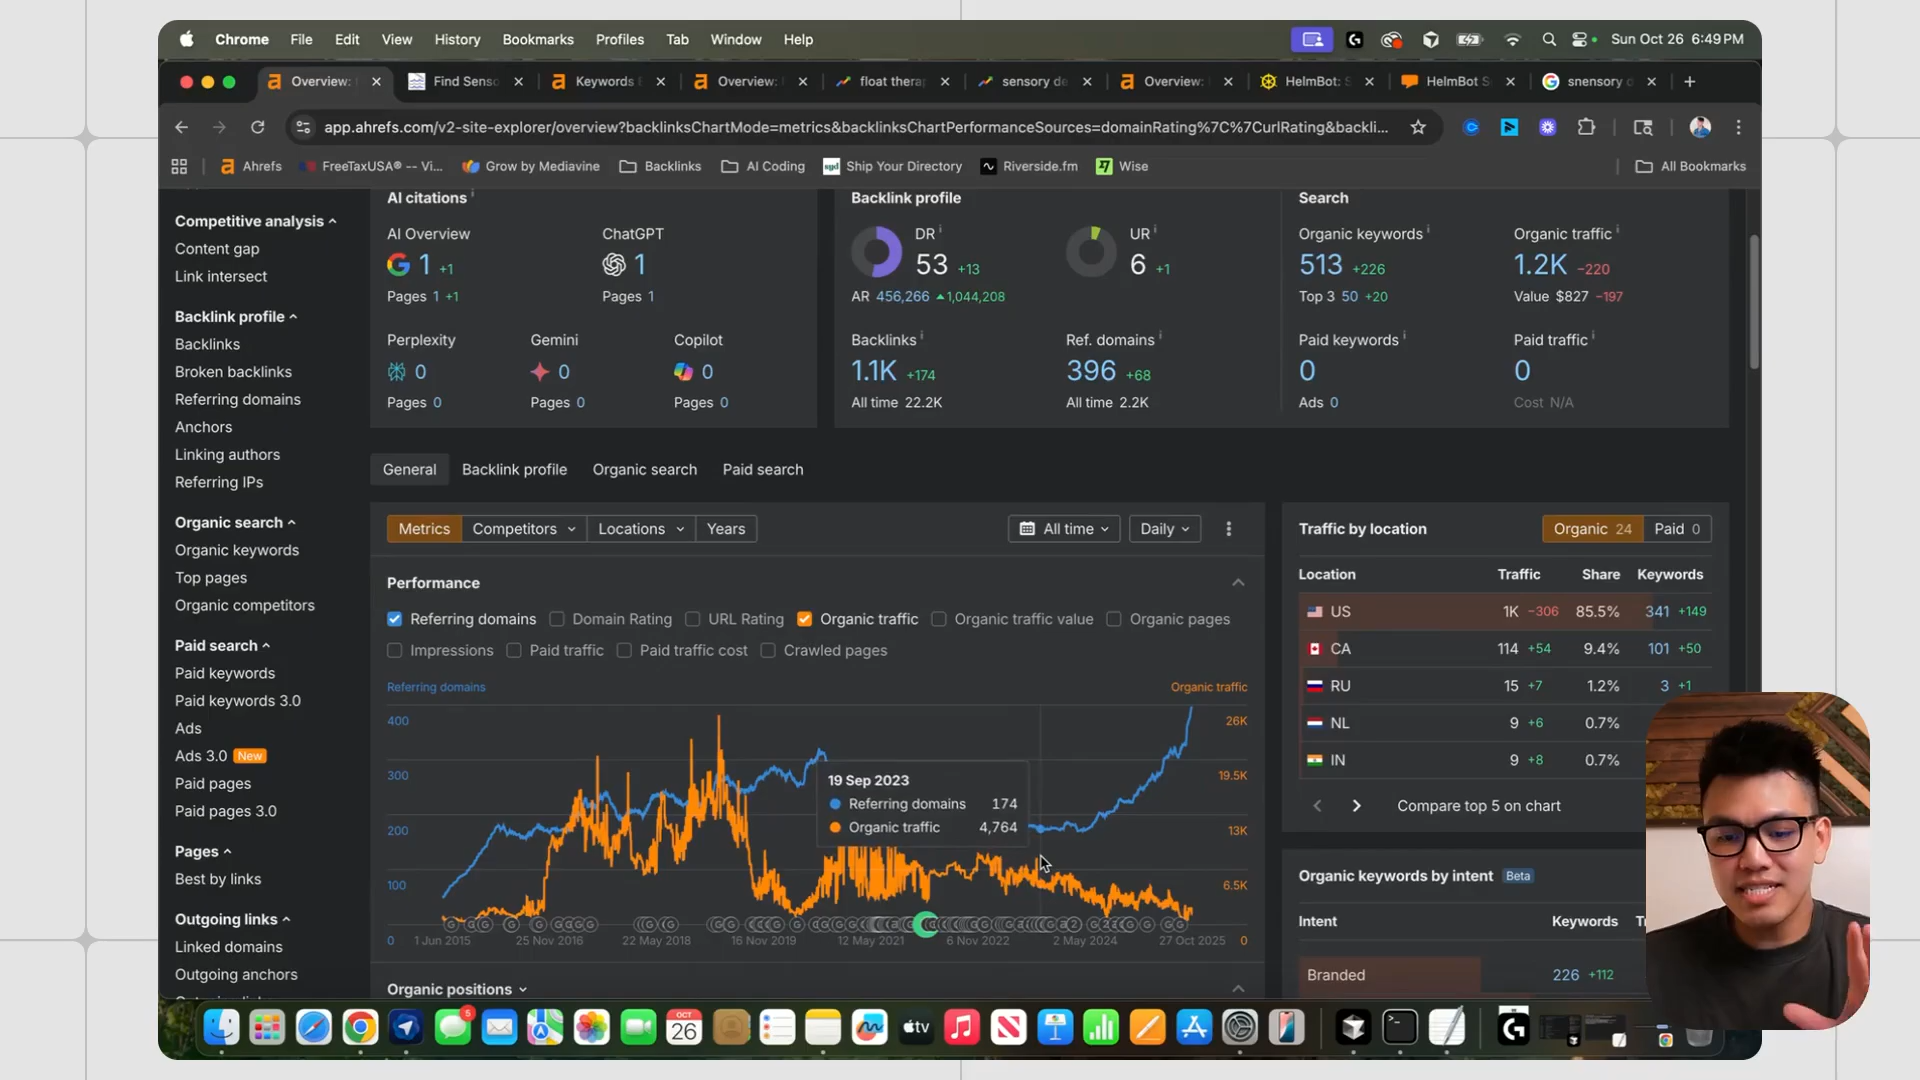 Chrome File Edit View History Bookmarks Profiles Tab Window Help Sun Oct 26 6:49 PM
Overview: Find Senso Keywords Overview: float thera sensory de Overview: HelmBot: S HelmBot S snensory
app.ahrefs.com/v2-site-explorer/overview?backlinksChartMode=metrics&backlinksChartPerformanceSources=domainRating%7C%7CurlRating&backli...
Ahrefs FreeTaxUSA® -- Vi... Grow by Mediavine Backlinks AI Coding Ship Your Directory Riverside.fm Wise All Bookmarks
Competitive analysis
Content gap
Link intersect
Backlink profile
Backlinks
Broken backlinks
Referring domains
Anchors
Linking authors
Referring IPs
Organic search
Organic keywords
Top pages
Organic competitors
Paid search
Paid keywords
Paid keywords 3.0
Ads
Ads 3.0 New
Paid pages
Paid pages 3.0
Pages
Best by links
Outgoing links
Linked domains
Outgoing anchors
AI citations
AI Overview ChatGPT
1 +1 1
Pages 1 +1 Pages 1
Perplexity Gemini Copilot
0 0 0
Pages 0 Pages 0 Pages 0
Backlink profile
DR 53 +13
UR 6 +1
AR 456,266 1,044,208
Backlinks Ref. domains
1.1K +174 396 +68
All time 22.2K All time 2.2K
Search
Organic keywords Organic traffic
513 +226 1.2K −220
Top 3 50 +20 Value $827 −197
Paid keywords Paid traffic
0 0
Ads 0 Cost N/A
General Backlink profile Organic search Paid search
Metrics Competitors Locations Years All time Daily
Performance
Referring domains Domain Rating URL Rating Organic traffic Organic traffic value Organic pages
Impressions Paid traffic Paid traffic cost Crawled pages
Referring domains Organic traffic
400 26K
300 19.5K
200 13K
100 6.5K
0 0
19 Sep 2023
Referring domains 174
Organic traffic 4,764
1 Jun 2015 25 Nov 2016 22 May 2018 16 Nov 2019 12 May 2021 6 Nov 2022 2 May 2024 27 Oct 2025
Organic positions
Traffic by location Organic 24 Paid 0
Location Traffic Share Keywords
US 1K −306 85.5% 341 +149
CA 114 +54 9.4% 101 +50
RU 15 +7 1.2% 3 +1
NL 9 +6 0.7%
IN 9 +8 0.7%
Compare top 5 on chart
Organic keywords by intent Beta
Intent Keywords
Branded 226 +112
5
tv
OCT
26